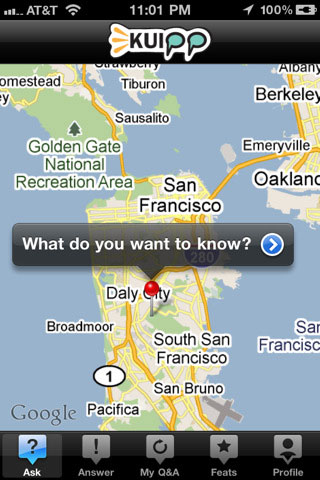 AT&T 11:01 PM 100%
KUIPP
Homestead
Strawberry
Albany
Tiburon
Berkeley
Sausalito
Golden Gate
National
Recreation Area
Emeryville
San
Francisco
Oakland
What do you want to know?
280
Daly City
Broadmoor
South San
Francisco
San
1
San Bruno
Pacifica
Google
Ask Answer My Q&A Feats Profile